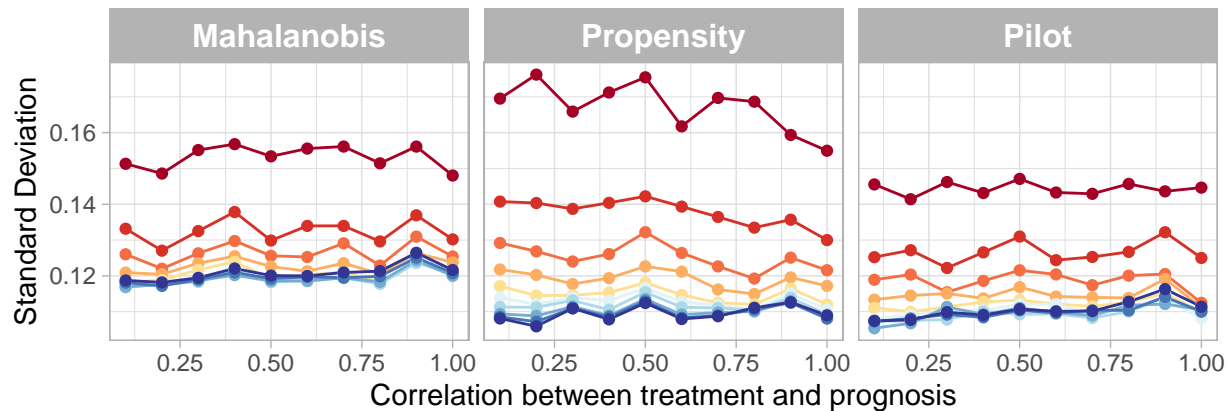 Mahalanobis Propensity Pilot
Standard Deviation
0.16
0.14
0.12
0.25 0.50 0.75 1.00 0.25 0.50 0.75 1.00 0.25 0.50 0.75 1.00
Correlation between treatment and prognosis